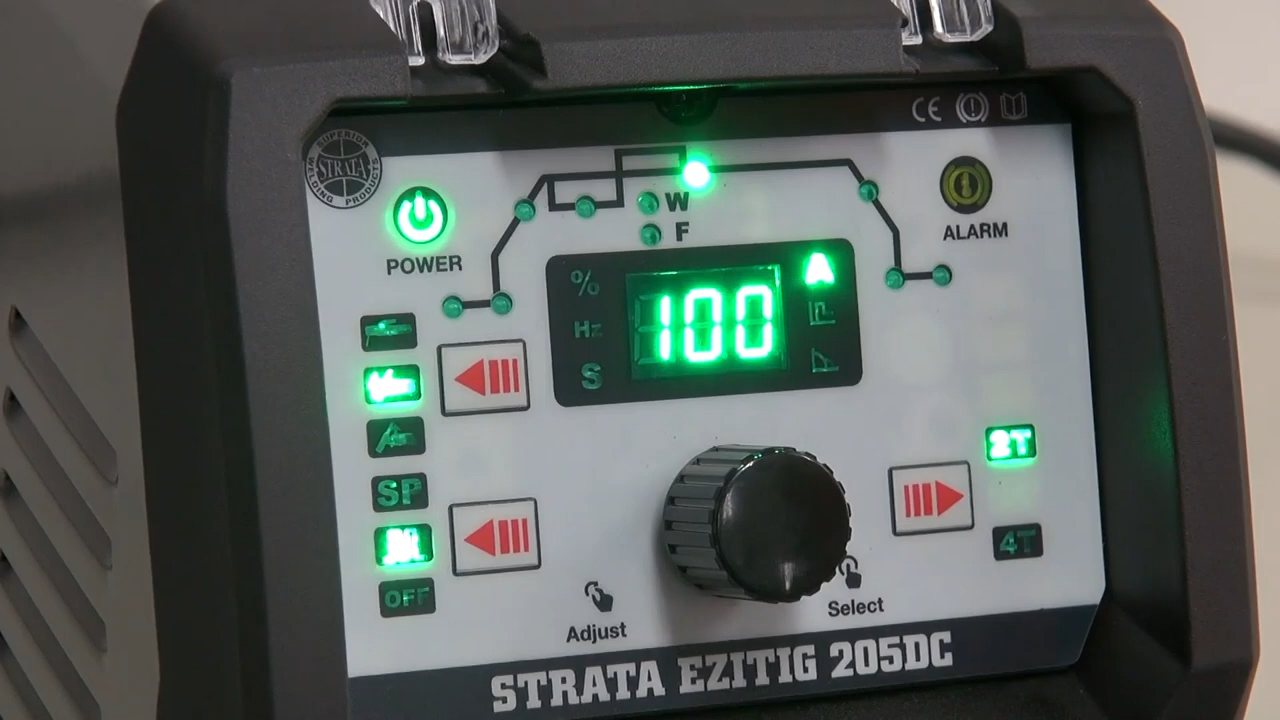 SUPERIOR
STRATA
WELDING PRODUCTS
CE
POWER
W
F
ALARM
%
A
Hz
100
S
2T
SP
4T
OFF
Adjust
Select
STRATA EZITIG 205DC